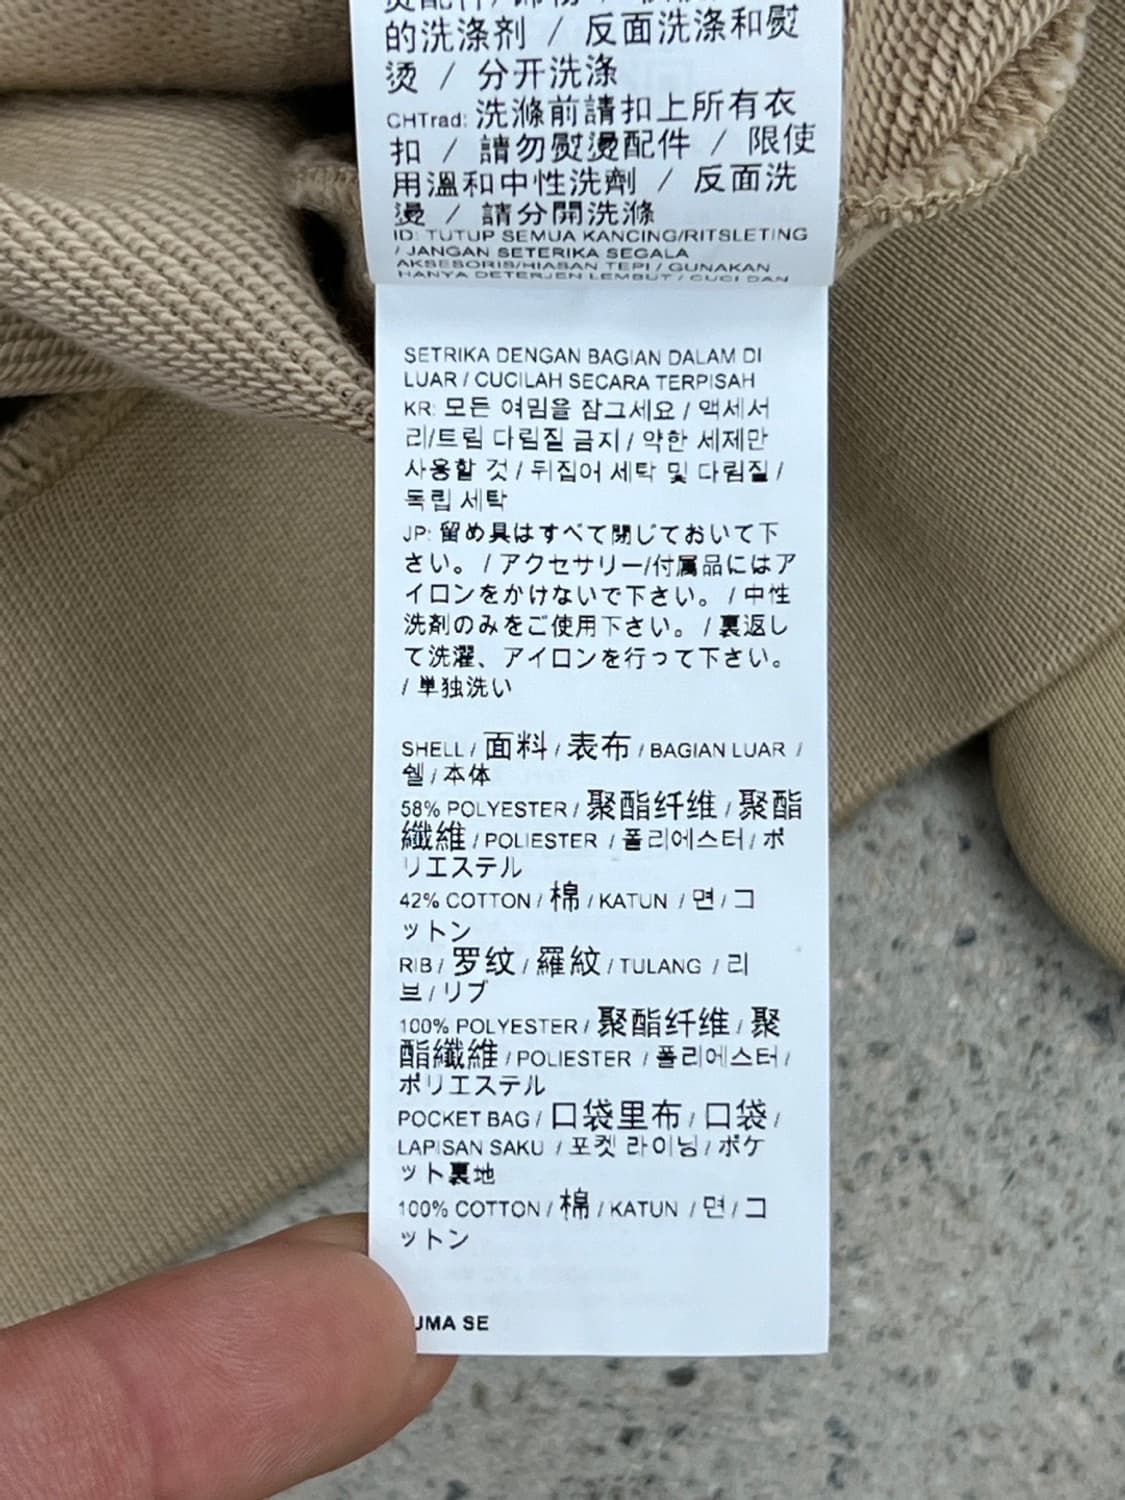 的洗涤剂 / 反面洗涤和熨
烫 / 分开洗涤
CHTrad: 洗滌前請扣上所有衣
扣 / 請勿熨燙配件 / 限使
用溫和中性洗劑 / 反面洗
燙 / 請分開洗滌
ID: TUTUP SEMUA KANCING/RITSLETING
/ JANGAN SETERIKA SEGALA
AKSESORIS/HIASAN TEPI / GUNAKAN
HANYA DETERJEN LEMBUT / CUCI DAN
SETRIKA DENGAN BAGIAN DALAM DI
LUAR / CUCILAH SECARA TERPISAH
KR: 모든 여밈을 잠그세요 / 액세서
리/트림 다림질 금지 / 약한 세제만
사용할 것 / 뒤집어 세탁 및 다림질 /
독립 세탁
JP: 留め具はすべて閉じておいて下
さい。 / アクセサリー/付属品にはア
イロンをかけないで下さい。 / 中性
洗剤のみをご使用下さい。 / 裏返し
て洗濯、アイロンを行って下さい。
/ 単独洗い
SHELL / 面料 / 表布 / BAGIAN LUAR /
쉘 / 本体
58% POLYESTER / 聚酯纤维 / 聚酯
纖維 / POLIESTER / 폴리에스터 / ポ
リエステル
42% COTTON / 棉 / KATUN / 면 / コ
ットン
RIB / 罗纹 / 羅紋 / TULANG / 리
브 / リブ
100% POLYESTER / 聚酯纤维 / 聚
酯纖維 / POLIESTER / 폴리에스터 /
ポリエステル
POCKET BAG / 口袋里布 / 口袋 /
LAPISAN SAKU / 포켓 라이닝 / ポケ
ット裏地
100% COTTON / 棉 / KATUN / 면 / コ
ットン
UMA SE